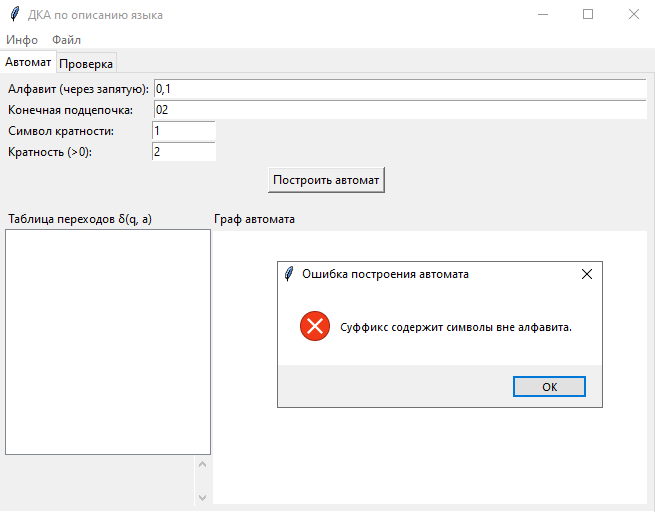 ДКА по описанию языка
Инфо Файл
Автомат Проверка
Алфавит (через запятую): 0,1
Конечная подцепочка: 02
Символ кратности: 1
Кратность (>0): 2
Построить автомат
Таблица переходов δ(q, a) Граф автомата
Ошибка построения автомата
Суффикс содержит символы вне алфавита.
ОК